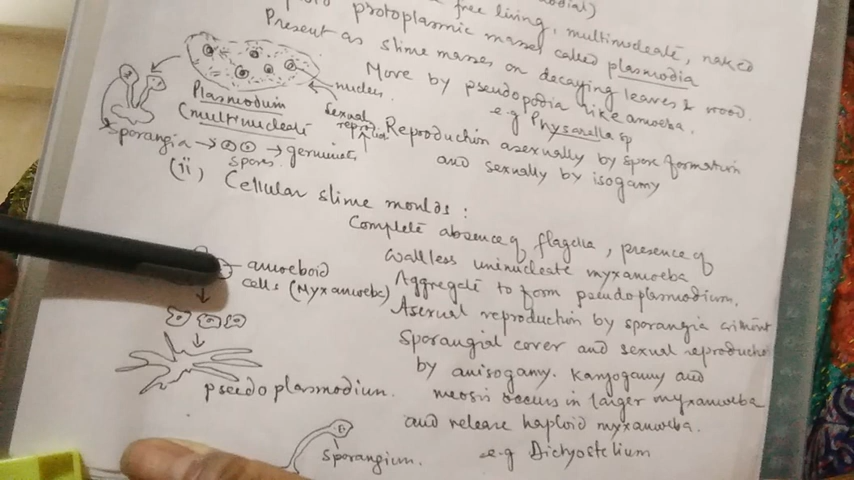 free living, multinucleate, naked
protoplasmic masses called plasmodia
Present as slime masses on decaying leaves & wood.
Move by pseudopodia like amoeba.
e.g Physarella sp
nucleus.
Plasmodium
(multinucleate
Sexual
Reproduction asexually by spore formation
and sexually by isogamy
Sporangia → → germinates
spores.
(ii) Cellular slime moulds :
Complete absence of flagella, presence of
wallless uninucleate myxamoeba
Aggregate to form pseudoplasmodium.
Asexual reproduction by sporangia without
Sporangial cover and sexual reproduction
by anisogamy. Karyogamy and
meosis occurs in larger myxamoeba
and release haploid myxamoeba.
e.g Dictyostelium
amoeboid
cells (Myxamoeba)
pseudoplasmodium.
sporangium.